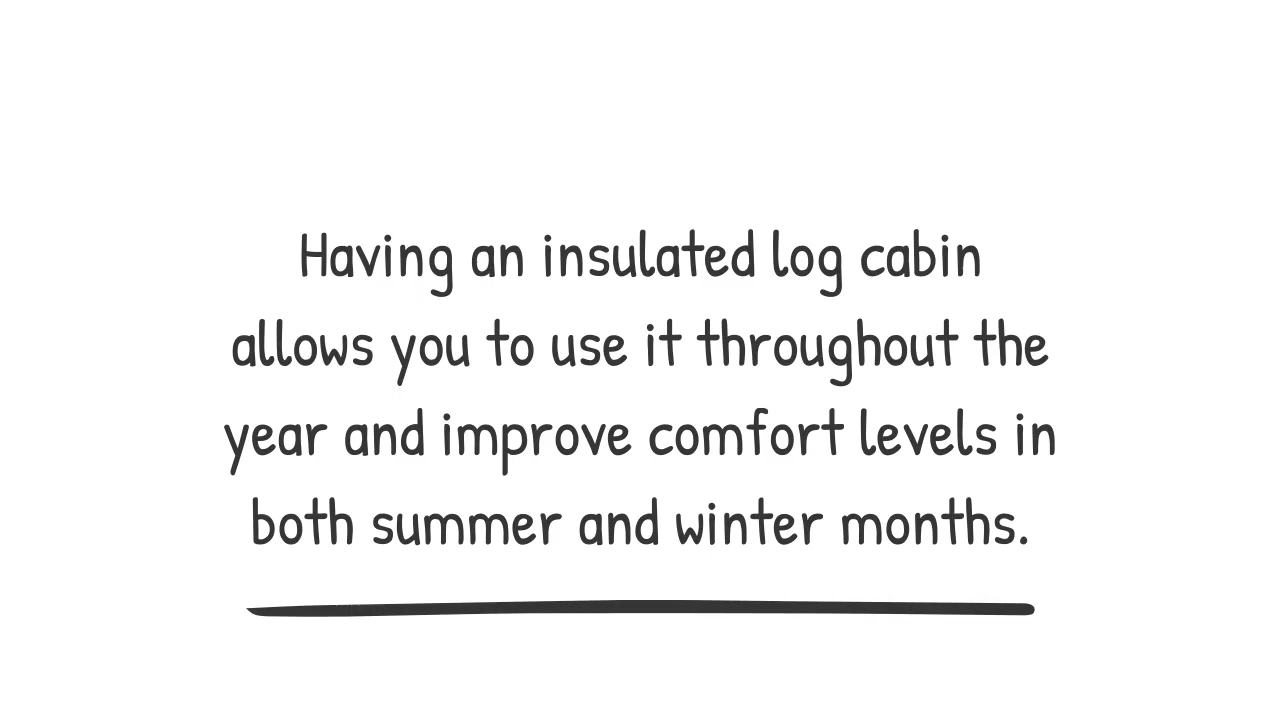 Having an insulated log cabin
allows you to use it throughout the
year and improve comfort levels in
both summer and winter months.